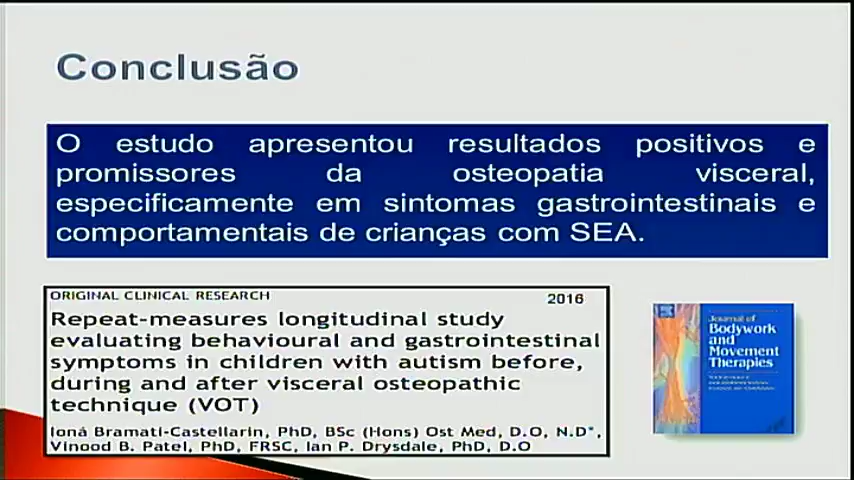 Conclusão
O estudo apresentou resultados positivos e
promissores da osteopatia visceral,
especificamente em sintomas gastrointestinais e
comportamentais de crianças com SEA.
ORIGINAL CLINICAL RESEARCH 2016
Repeat-measures longitudinal study
evaluating behavioural and gastrointestinal
symptoms in children with autism before,
during and after visceral osteopathic
technique (VOT)
Ioná Bramati-Castellarin, PhD, BSc (Hons) Ost Med, D.O, N.D*,
Vinood B. Patel, PhD, FRSC, Ian P. Drysdale, PhD, D.O
Journal of
Bodywork
and
Movement
Therapies